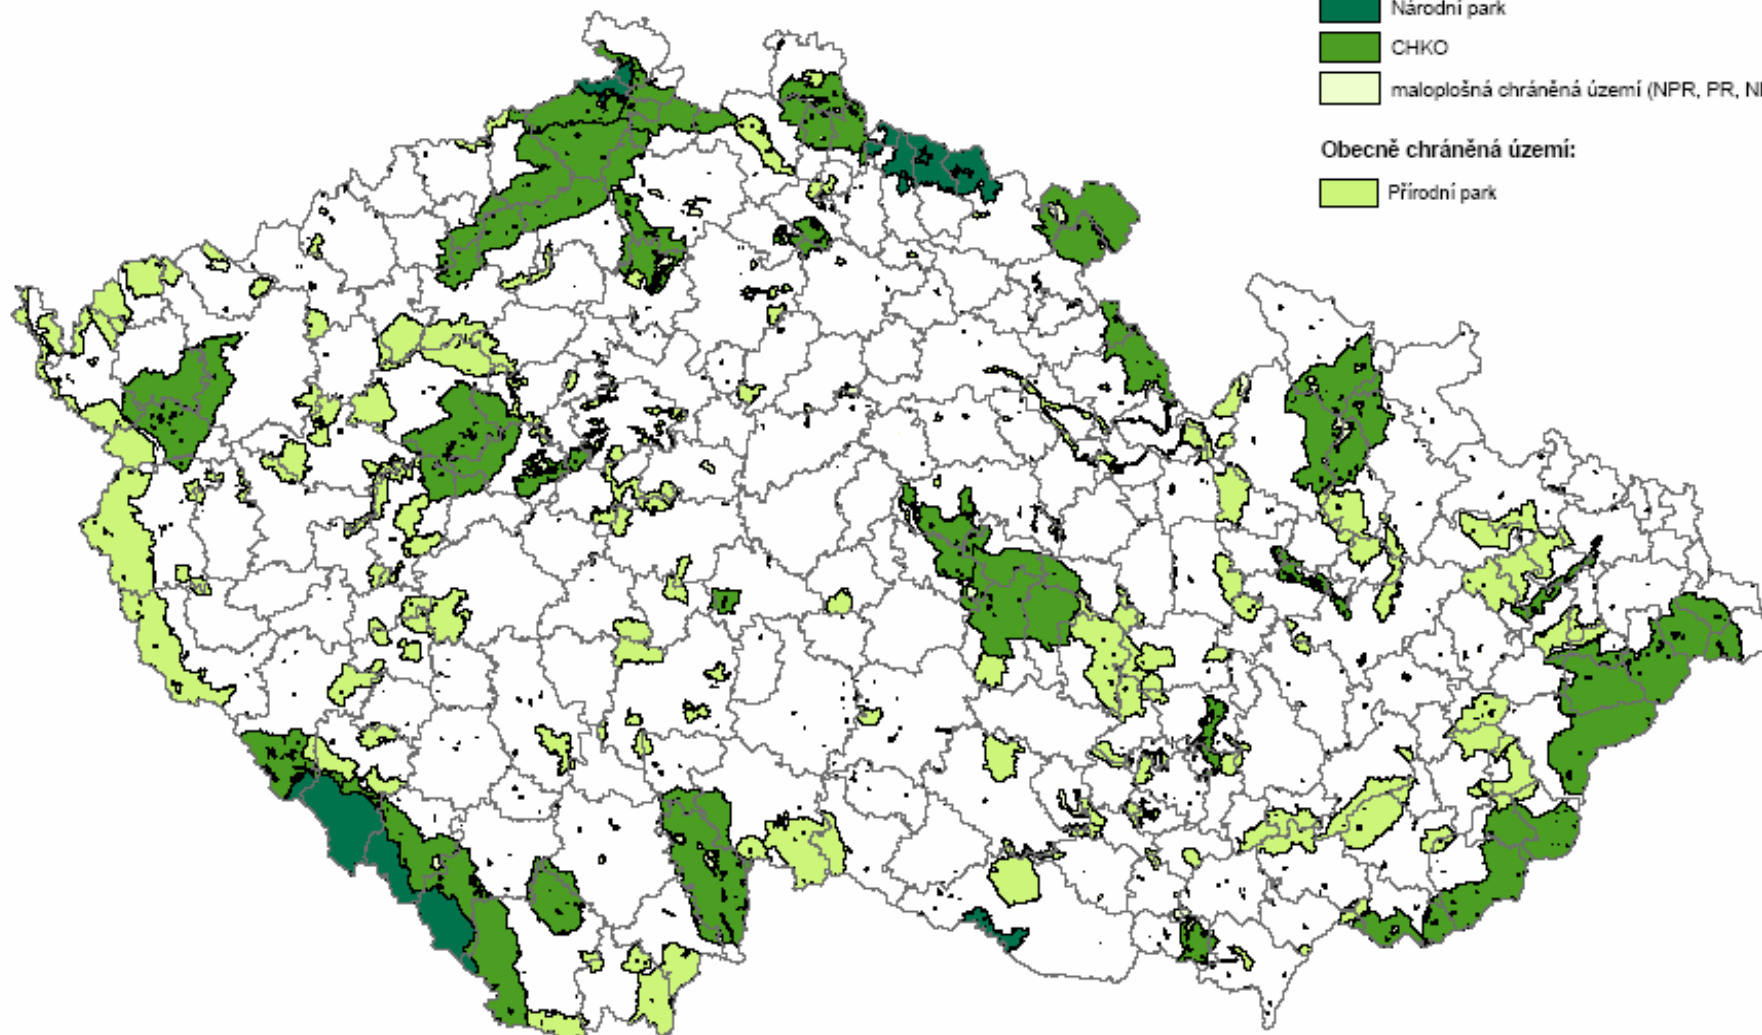 Národní park
CHKO
maloplošná chráněná území (NPR, PR, N
Obecně chráněná území:
Přírodní park